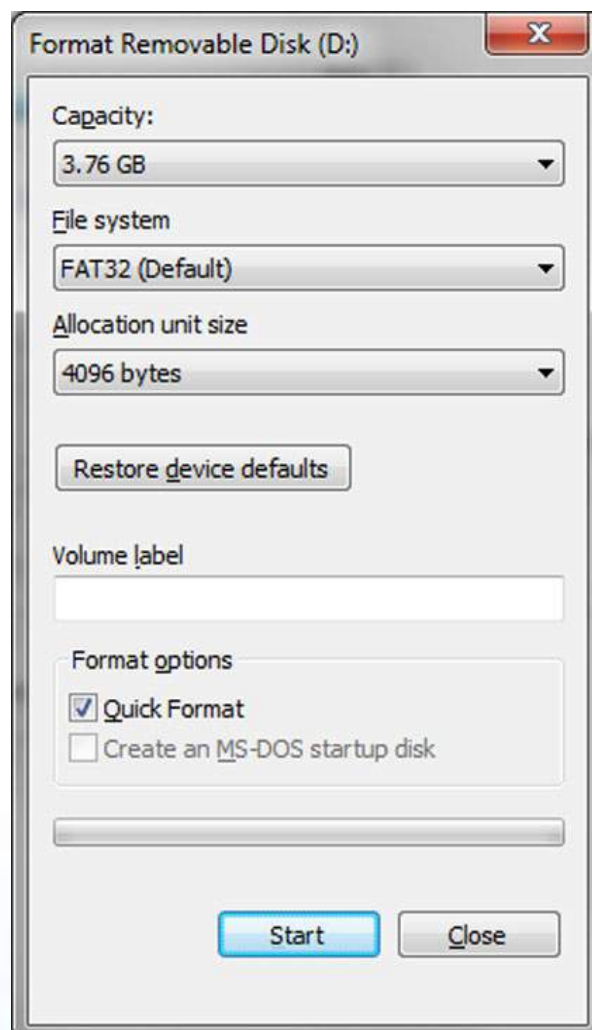 Format Removable Disk (D:)
Capacity:
3.76 GB
File system
FAT32 (Default)
Allocation unit size
4096 bytes
Restore device defaults
Volume label
Format options
Quick Format
Create an MS-DOS startup disk
Start
Close